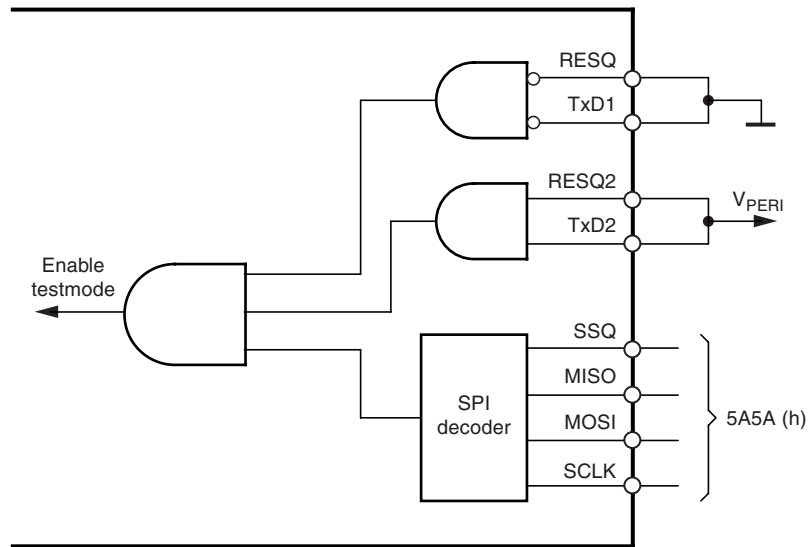 RESQ
TxD1
RESQ2
VPERI
TxD2
Enable
testmode
SSQ
MISO
SPI
decoder
5A5A (h)
MOSI
SCLK